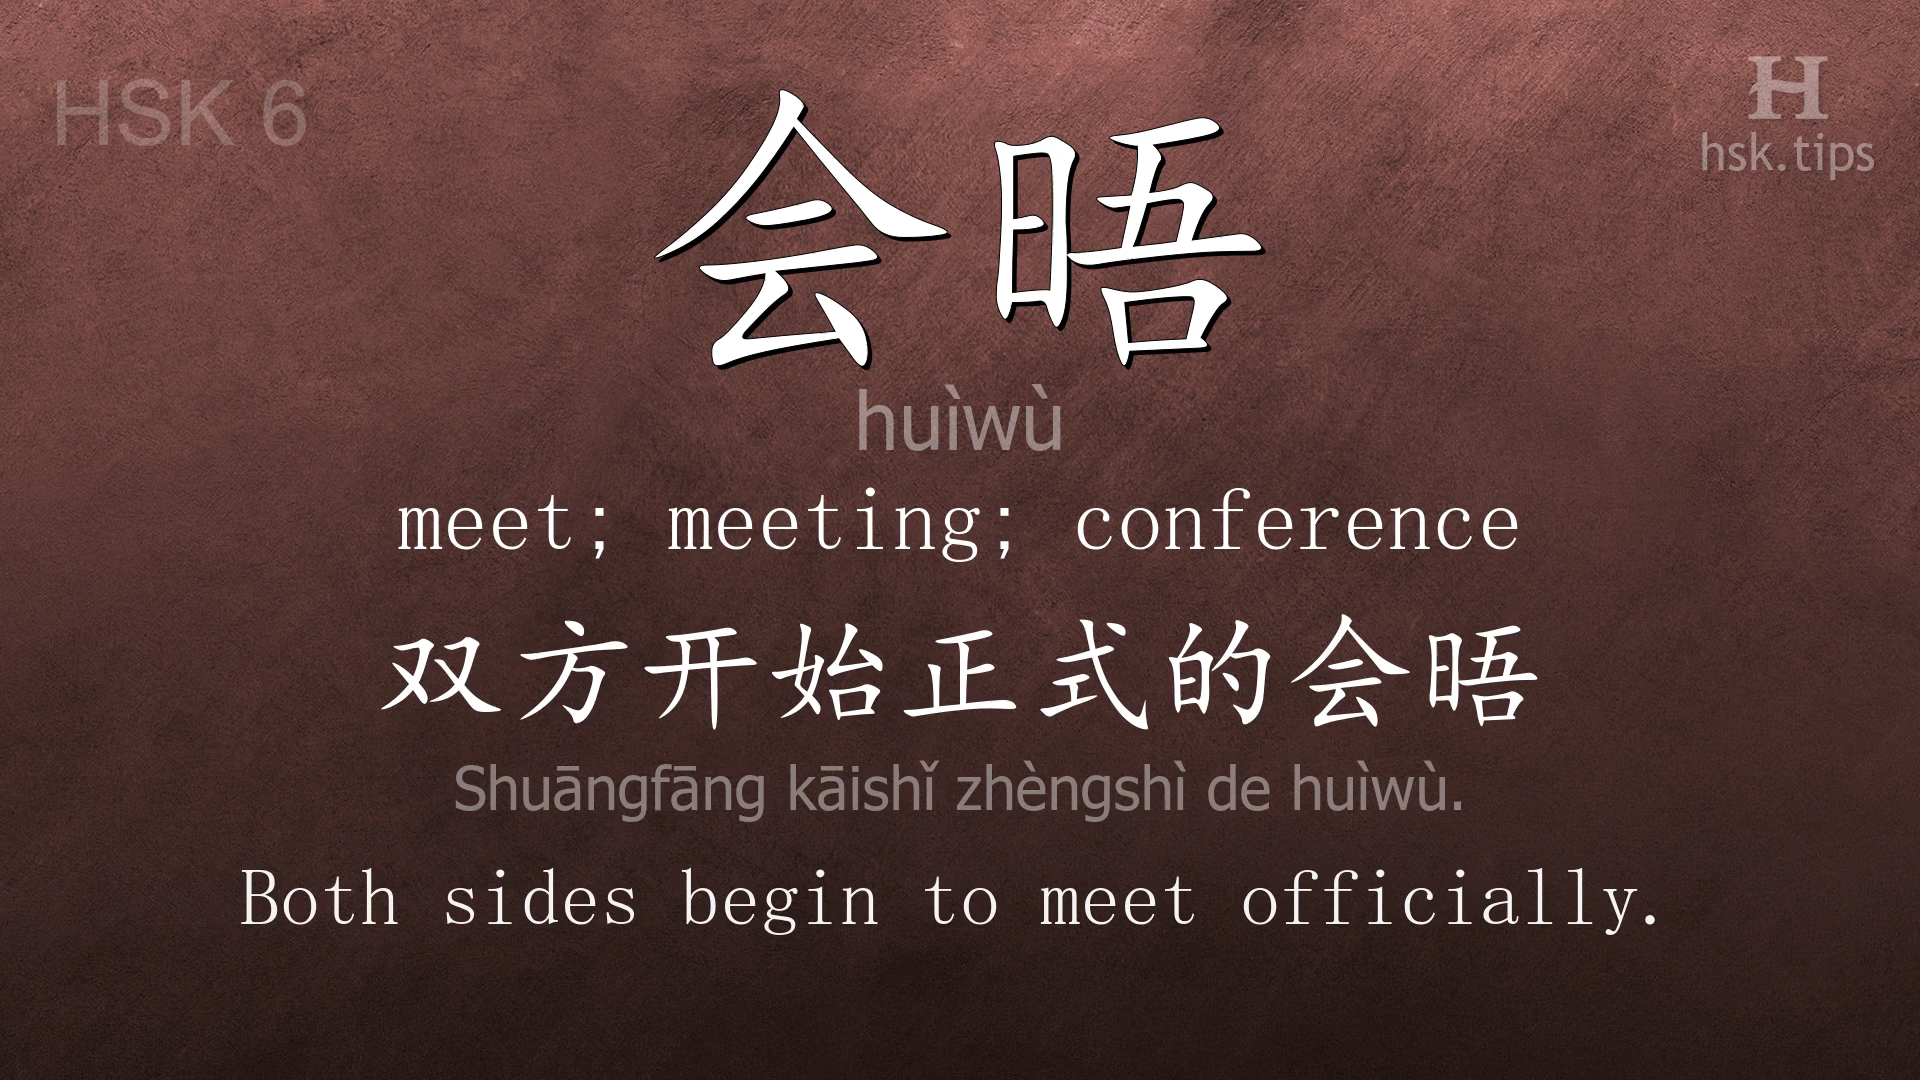 HSK 6
H
hsk.tips
会晤
huìwù
meet; meeting; conference
双方开始正式的会晤
Shuāngfāng kāishǐ zhèngshì de huìwù.
Both sides begin to meet officially.